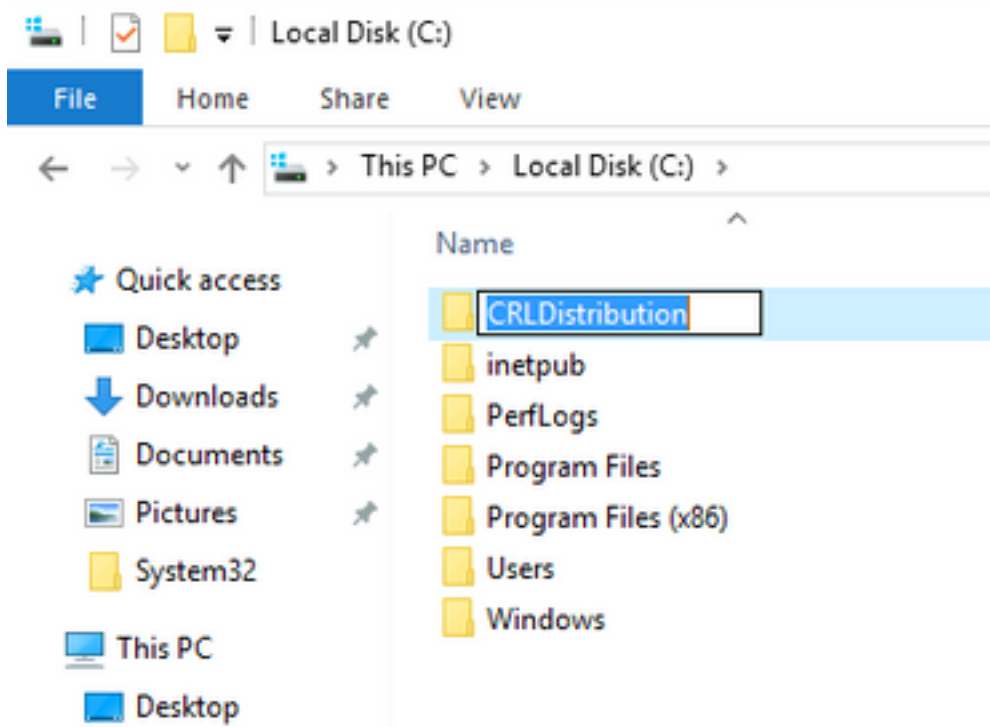 Local Disk (C:)
File Home Share View
This PC Local Disk (C:)
Name
Quick access
Desktop
Downloads
Documents
Pictures
System32
This PC
Desktop
CRLDistribution
inetpub
PerfLogs
Program Files
Program Files (x86)
Users
Windows